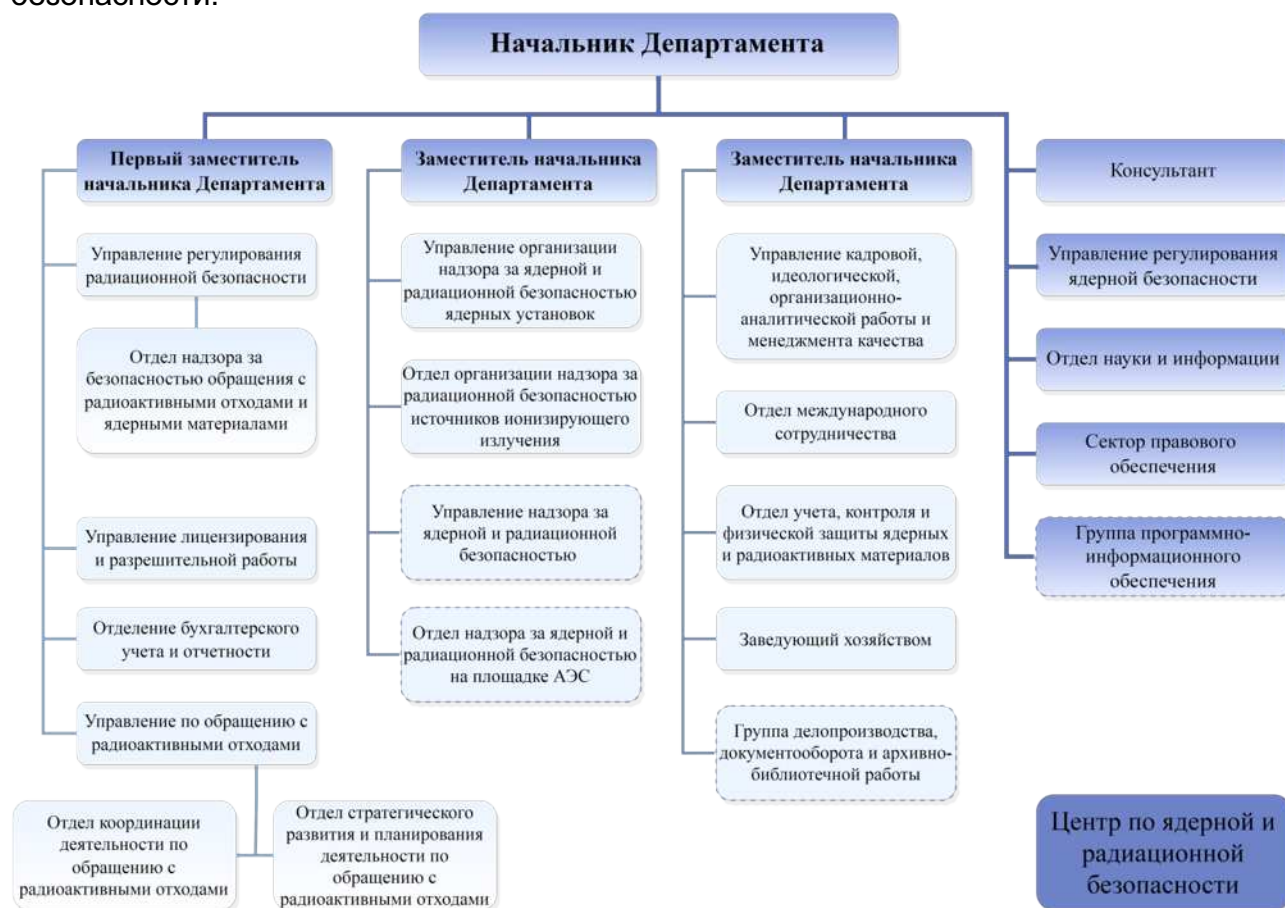 безопасности.
Начальник Департамента
Первый заместитель
начальника Департамента
Управление регулирования
радиационной безопасности
Отдел надзора за
безопасностью обращения с
радиоактивными отходами и
ядерными материалами
Управление лицензирования
и разрешительной работы
Отделение бухгалтерского
учета и отчетности
Управление по обращению с
радиоактивными отходами
Отдел координации
деятельности по
обращению с
радиоактивными отходами
Отдел стратегического
развития и планирования
деятельности по
обращению с
радиоактивными отходами
Заместитель начальника
Департамента
Управление организации
надзора за ядерной и
радиационной безопасностью
ядерных установок
Отдел организации надзора за
радиационной безопасностью
источников ионизирующего
излучения
Управление надзора за
ядерной и радиационной
безопасностью
Отдел надзора за ядерной и
радиационной безопасностью
на площадке АЭС
Заместитель начальника
Департамента
Управление кадровой,
идеологической,
организационно-
аналитической работы и
менеджмента качества
Отдел международного
сотрудничества
Отдел учета, контроля и
физической защиты ядерных
и радиоактивных материалов
Заведующий хозяйством
Группа делопроизводства,
документооборота и архивно-
библиотечной работы
Консультант
Управление регулирования
ядерной безопасности
Отдел науки и информации
Сектор правового
обеспечения
Группа программно-
информационного
обеспечения
Центр по ядерной и
радиационной
безопасности